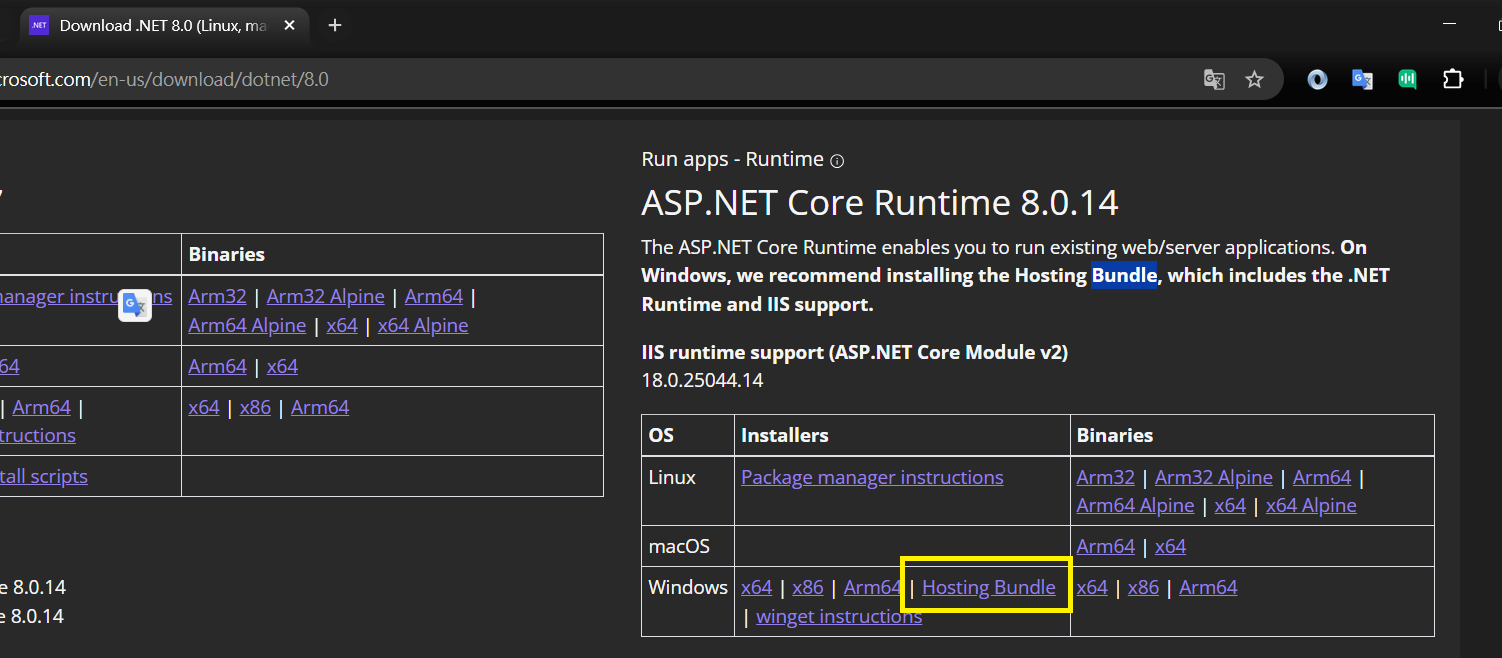 .NET Download .NET 8.0 (Linux, ma
crosoft.com/en-us/download/dotnet/8.0
Binaries
anager instru ns
Arm32 | Arm32 Alpine | Arm64 |
Arm64 Alpine | x64 | x64 Alpine
64
Arm64 | x64
| Arm64 |
tructions
x64 | x86 | Arm64
tall scripts
e 8.0.14
e 8.0.14
Run apps - Runtime
ASP.NET Core Runtime 8.0.14
The ASP.NET Core Runtime enables you to run existing web/server applications. On
Windows, we recommend installing the Hosting Bundle, which includes the .NET
Runtime and IIS support.
IIS runtime support (ASP.NET Core Module v2)
18.0.25044.14
OS Installers Binaries
Linux Package manager instructions Arm32 | Arm32 Alpine | Arm64 |
Arm64 Alpine | x64 | x64 Alpine
macOS Arm64 | x64
Windows x64 | x86 | Arm64 | Hosting Bundle x64 | x86 | Arm64
| winget instructions